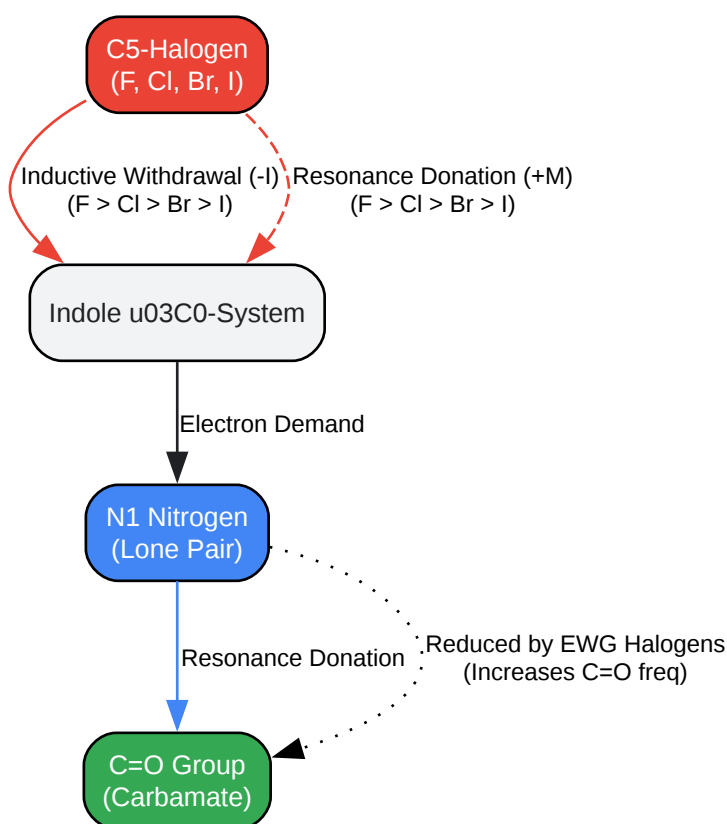 C5-Halogen
(F, Cl, Br, I)
Inductive Withdrawal (-I)
(F > Cl > Br > I)
Resonance Donation (+M)
(F > Cl > Br > I)
Indole u03C0-System
Electron Demand
N1 Nitrogen
(Lone Pair)
Resonance Donation
Reduced by EWG Halogens
(Increases C=O freq)
C=O Group
(Carbamate)